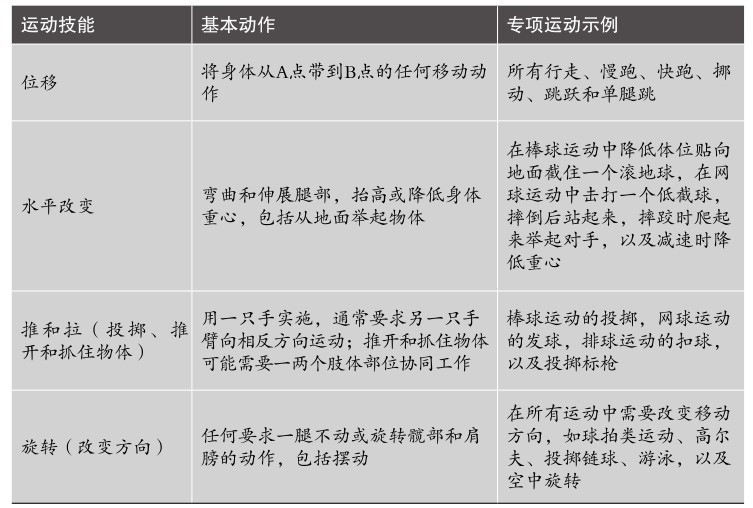 运动技能
基本动作
专项运动示例
位移
将身体从A点带到B点的任何移动动
作
所有行走、慢跑、快跑、挪
动、跳跃和单腿跳
水平改变
弯曲和伸展腿部，抬高或降低身体
重心，包括从地面举起物体
在棒球运动中降低体位贴向
地面截住一个滚地球，在网
球运动中击打一个低截球，
摔倒后站起来，摔跤时爬起
来举起对手，以及减速时降
低重心
推和拉（投掷、推
开和抓住物体）
用一只手实施，通常要求另一只手
臂向相反方向运动；推开和抓住物体
可能需要一两个肢体部位协同工作
棒球运动的投掷，网球运动
的发球，排球运动的扣球，
以及投掷标枪
旋转（改变方向）
任何要求一腿不动或旋转髋部和肩
膀的动作，包括摆动
在所有运动中需要改变移动
方向，如球拍类运动、高尔
夫、投掷链球、游泳，以及
空中旋转